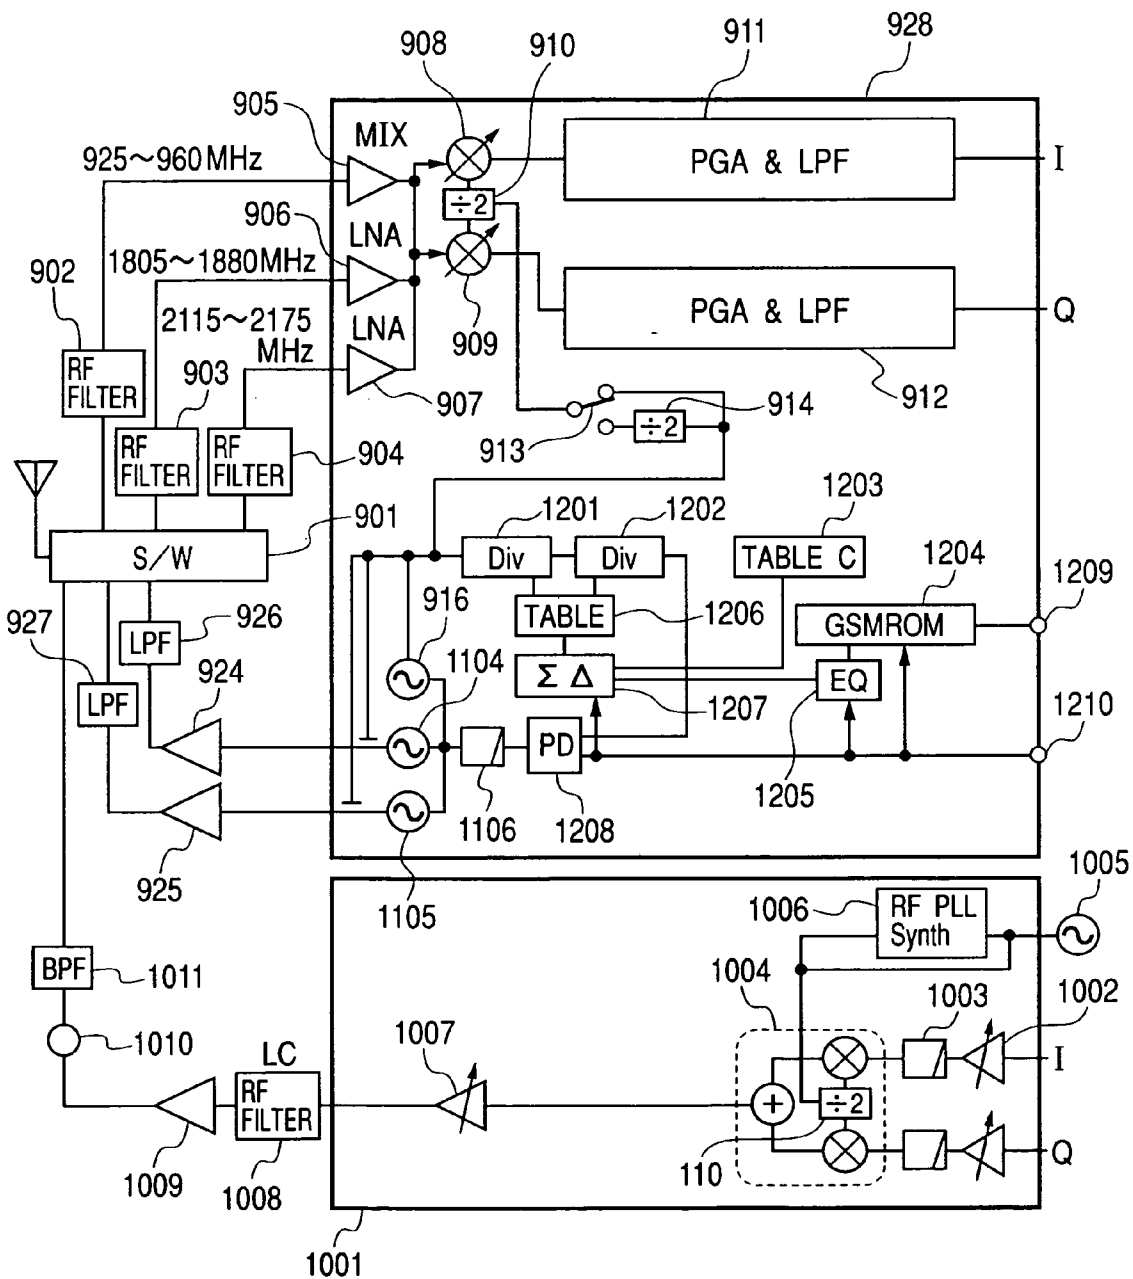 908
910
911
928
905
MIX
925~960MHz
PGA & LPF
I
÷2
906
LNA
902
1805~1880MHz
2115~2175
MHz
LNA
909
PGA & LPF
Q
RF
FILTER
903
907
913
÷2
914
912
RF
FILTER
RF
FILTER
904
901
S/W
1201
1202
1203
Div
Div
TABLE C
1204
1209
916
TABLE
1206
GSMROM
927
LPF
926
1104
Σ Δ
1207
EQ
1210
LPF
924
PD
925
1105
1106
1208
1205
1006
RF PLL
Synth
1005
BPF
1011
1004
1003
1002
1010
1007
I
LC
RF
FILTER
+
÷2
110
Q
1009
1008
1001